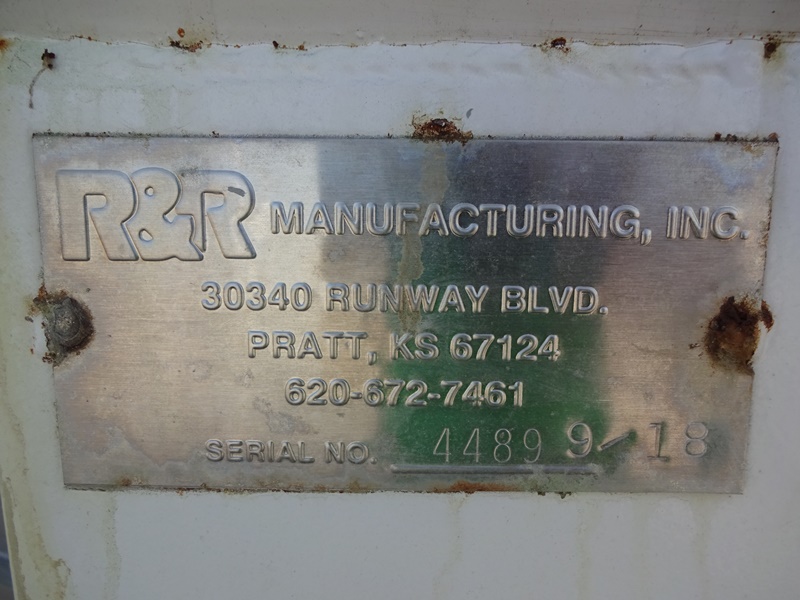 R&R MANUFACTURING, INC.
30340 RUNWAY BLVD.
PRATT, KS 67124
620-672-7461
SERIAL NO. 4489 9/18